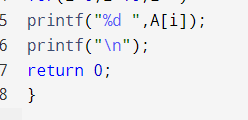 5 printf("%d ",A[i]);
6 printf("\n");
7 return 0;
8 }